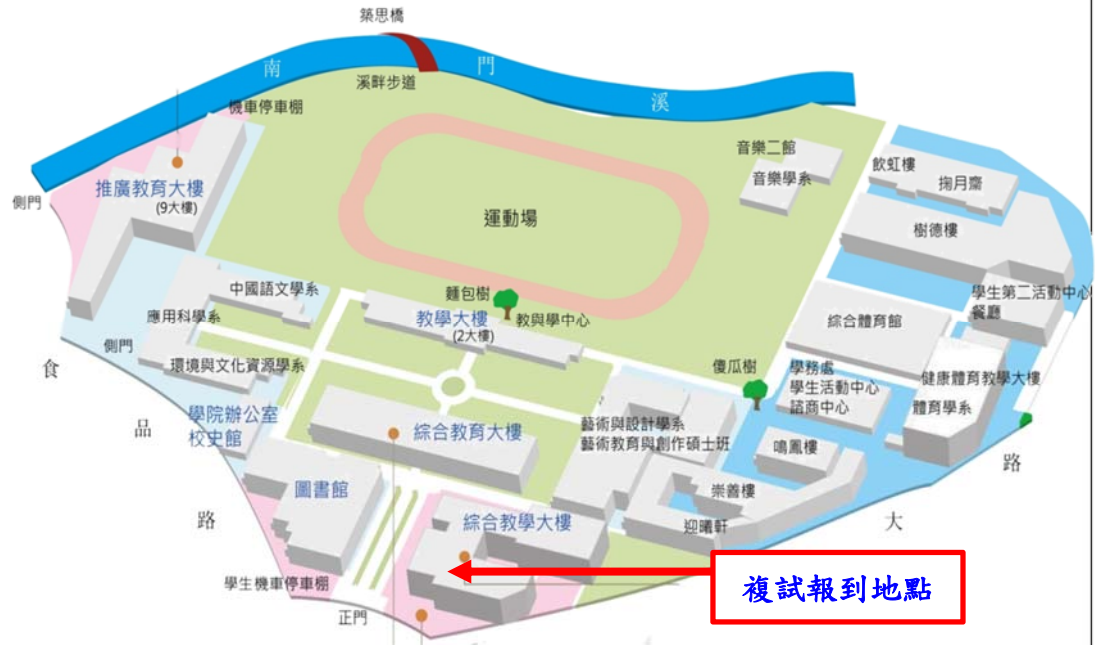 築思橋
南
門
溪
溪畔步道
機車停車棚
音樂二館
音樂學系
飲虹樓
掬月齋
推廣教育大樓
(9大樓)
側門
運動場
樹德樓
中國語文學系
麵包樹
教學大樓
(2大樓)
教與學中心
應用科學系
綜合體育館
學生第二活動中心
餐廳
側門
環境與文化資源學系
食
品
路
傻瓜樹
學務處
學生活動中心
諮商中心
健康體育教學大樓
體育學系
學院辦公室
校史館
綜合教育大樓
藝術與設計學系
藝術教育與創作碩士班
鳴鳳樓
圖書館
綜合教學大樓
崇善樓
迎曦軒
大
路
學生機車停車棚
正門
複試報到地點